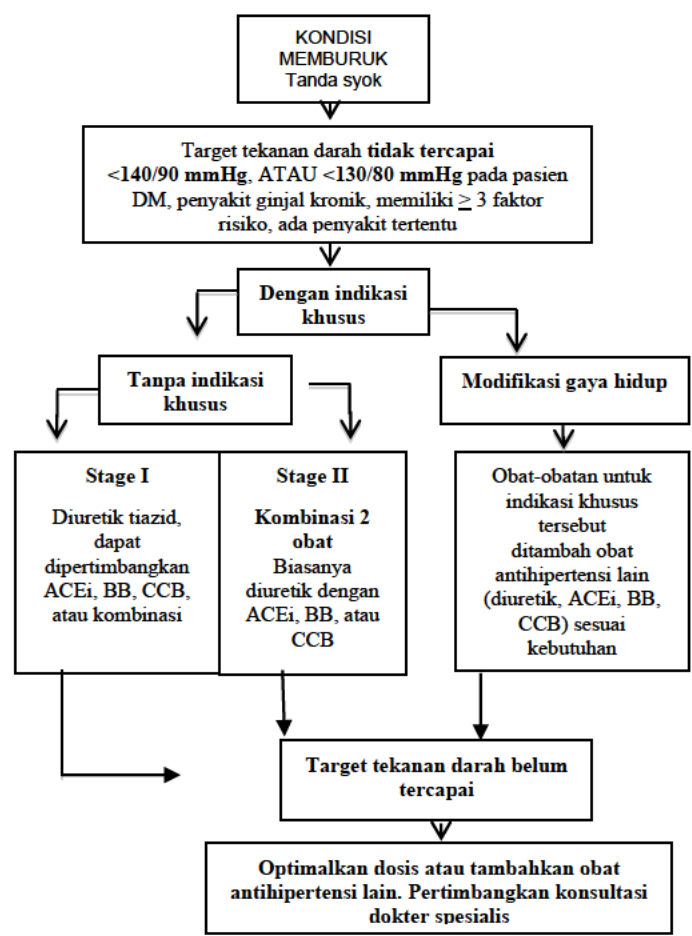 KONDISI
MEMBURUK
Tanda syok
Target tekanan darah tidak tercapai
<140/90 mmHg, ATAU <130/80 mmHg pada pasien
DM, penyakit ginjal kronik, memiliki ≥ 3 faktor
risiko, ada penyakit tertentu
Dengan indikasi
khusus
Tanpa indikasi
khusus
Modifikasi gaya hidup
Stage I
Diuretik tiazid,
dapat
dipertimbangkan
ACEi, BB, CCB,
atau kombinasi
Stage II
Kombinasi 2
obat
Biasanya
diuretik dengan
ACEi, BB, atau
CCB
Obat-obatan untuk
indikasi khusus
tersebut
ditambah obat
antihipertensi lain
(diuretik, ACEi, BB,
CCB) sesuai
kebutuhan
Target tekanan darah belum
tercapai
Optimalkan dosis atau tambahkan obat
antihipertensi lain. Pertimbangkan konsultasi
dokter spesialis